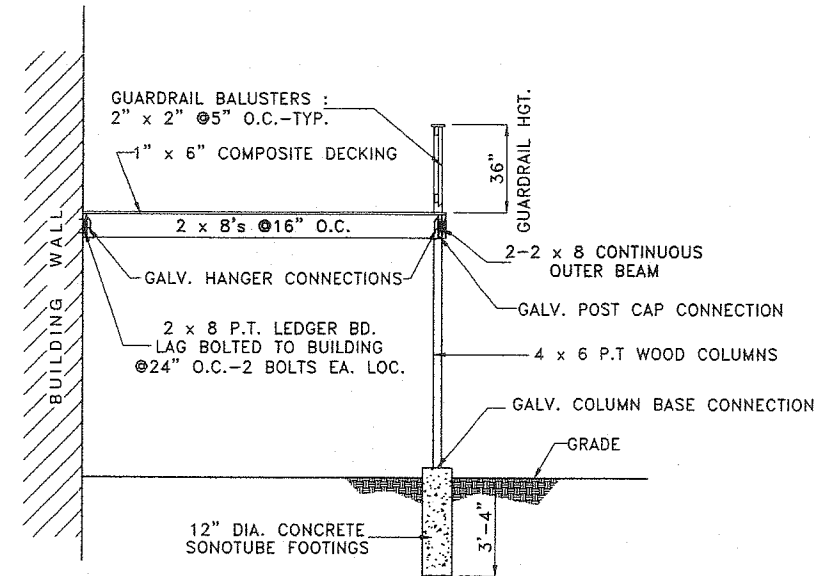 GUARDRAIL BALUSTERS :
2" x 2" @5" O.C.-TYP.
1" x 6" COMPOSITE DECKING
36"
GUARDRAIL HGT.
2 x 8's @16" O.C.
BUILDING WALL
GALV. HANGER CONNECTIONS
2-2 x 8 CONTINUOUS
OUTER BEAM
GALV. POST CAP CONNECTION
2 x 8 P.T. LEDGER BD.
LAG BOLTED TO BUILDING
@24" O.C.-2 BOLTS EA. LOC.
4 x 6 P.T WOOD COLUMNS
GALV. COLUMN BASE CONNECTION
GRADE
12" DIA. CONCRETE
SONOTUBE FOOTINGS
3'-4"